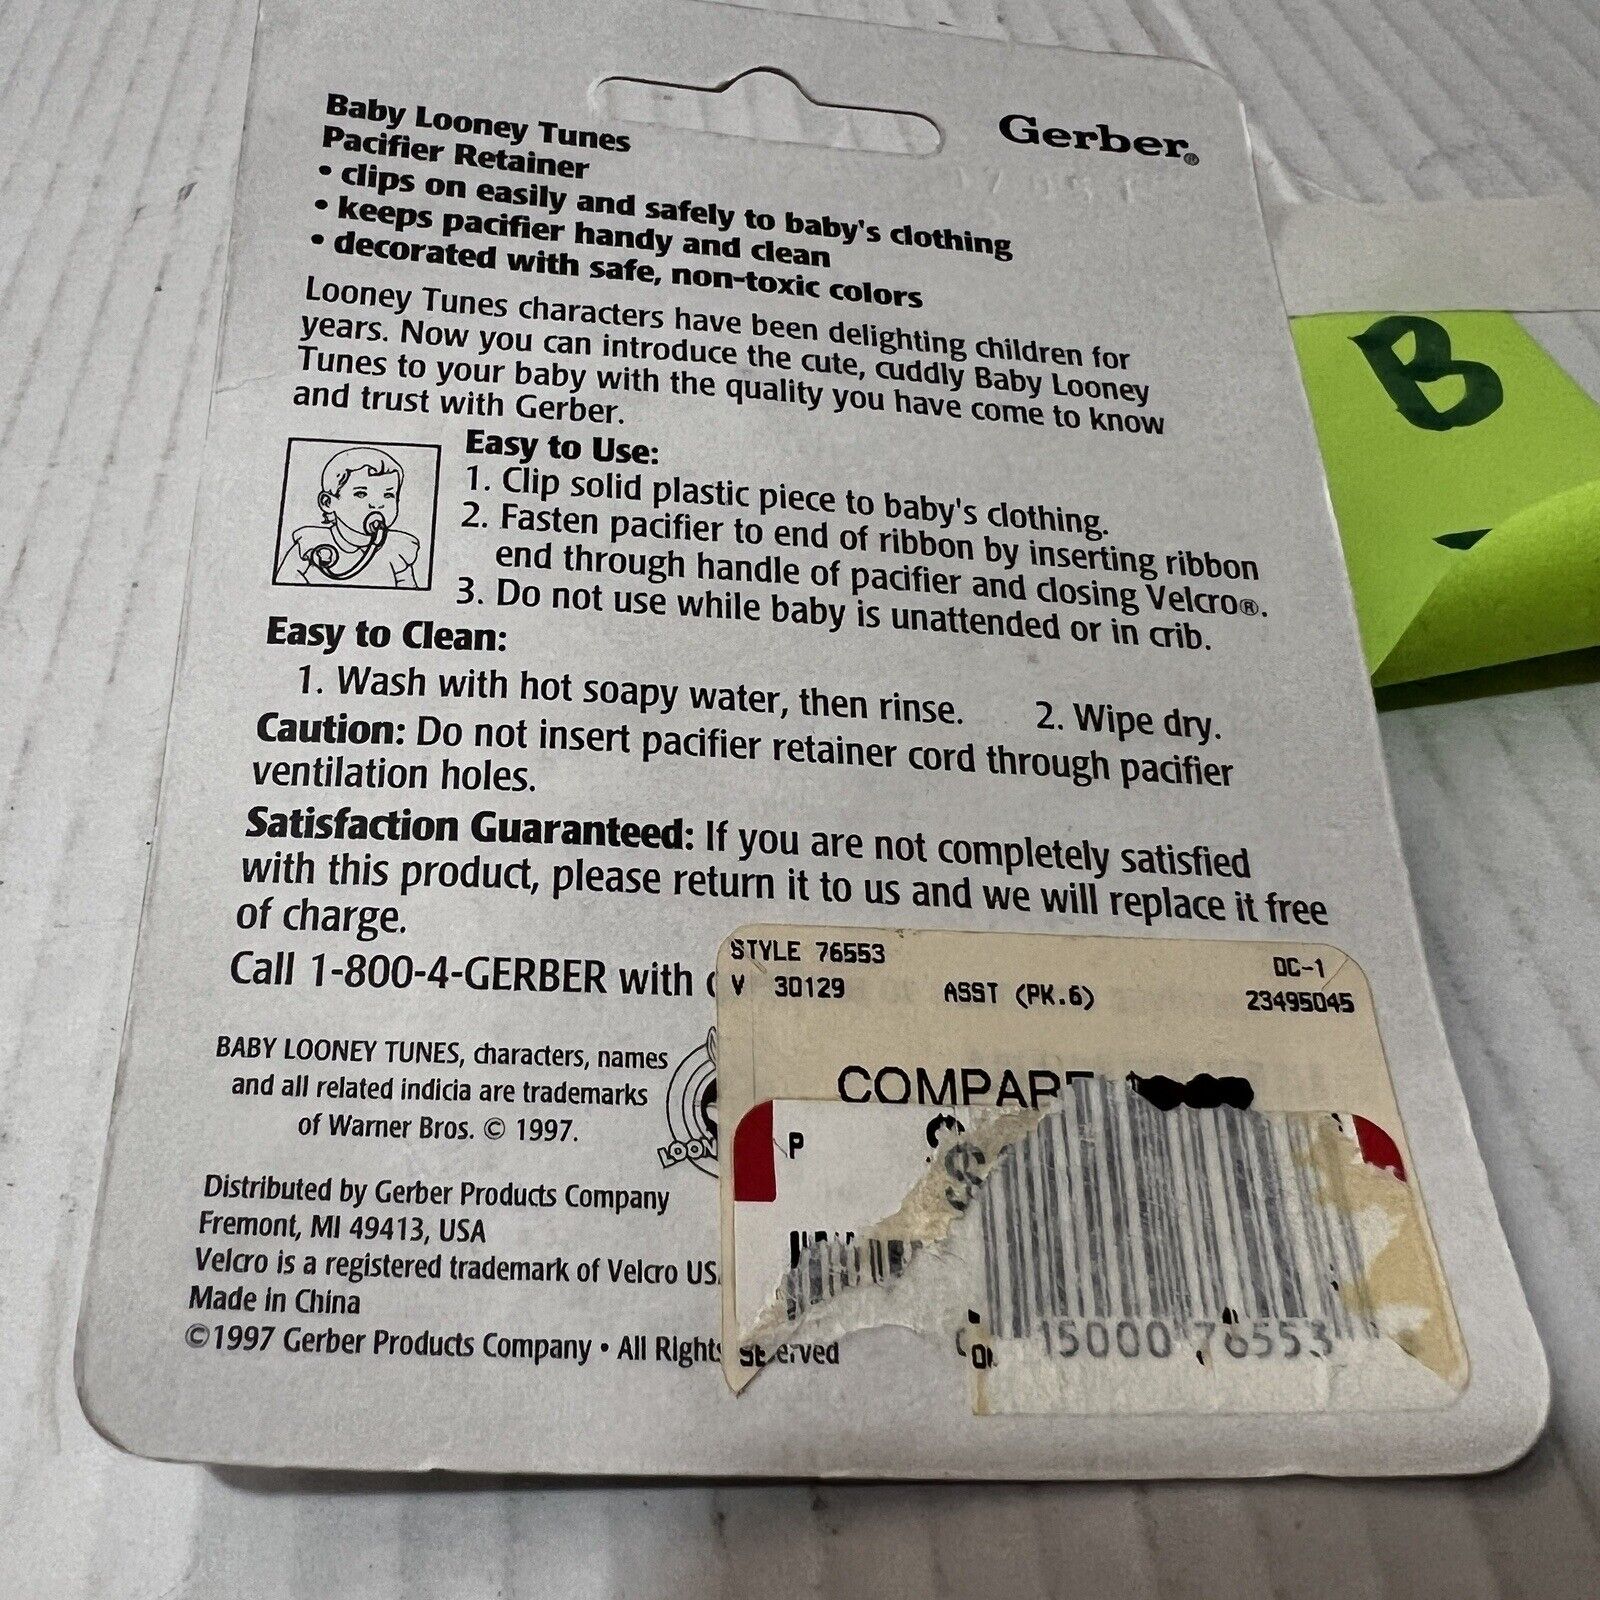 Gerber®
Baby Looney Tunes
Pacifier Retainer
• clips on easily and safely to baby's clothing
• keeps pacifier handy and clean
• decorated with safe, non-toxic colors
Looney Tunes characters have been delighting children for
years. Now you can introduce the cute, cuddly Baby Looney
Tunes to your baby with the quality you have come to know
and trust with Gerber.
Easy to Use:
1. Clip solid plastic piece to baby's clothing.
2. Fasten pacifier to end of ribbon by inserting ribbon
end through handle of pacifier and closing Velcro®.
3. Do not use while baby is unattended or in crib.
Easy to Clean:
1. Wash with hot soapy water, then rinse. 2. Wipe dry.
Caution: Do not insert pacifier retainer cord through pacifier
ventilation holes.
Satisfaction Guaranteed: If you are not completely satisfied
with this product, please return it to us and we will replace it free
of charge.
Call 1-800-4-GERBER with
BABY LOONEY TUNES, characters, names
and all related indicia are trademarks
of Warner Bros. © 1997.
LOON
Distributed by Gerber Products Company
Fremont, MI 49413, USA
Velcro is a registered trademark of Velcro US
Made in China
©1997 Gerber Products Company • All Rights served
STYLE 76553 DC-1
V 30129 ASST (PK.6) 23495045
COMPARE
P
15000 76553
B